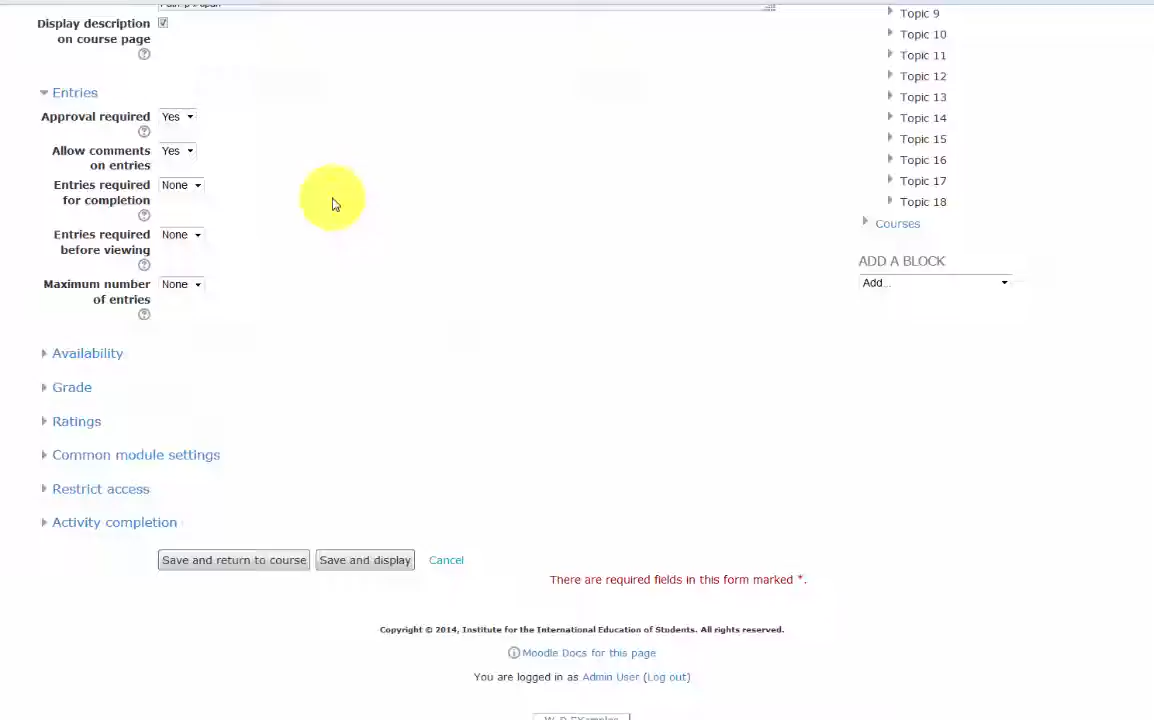 Display description
on course page
Topic 9
Topic 10
Topic 11
Topic 12
Topic 13
Topic 14
Topic 15
Topic 16
Topic 17
Topic 18
Courses
ADD A BLOCK
Add...
Entries
Approval required Yes
Allow comments Yes
on entries
Entries required None
for completion
Entries required None
before viewing
Maximum number None
of entries
Availability
Grade
Ratings
Common module settings
Restrict access
Activity completion
Save and return to course Save and display Cancel
There are required fields in this form marked *.
Copyright © 2014, Institute for the International Education of Students. All rights reserved.
Moodle Docs for this page
You are logged in as Admin User (Log out)